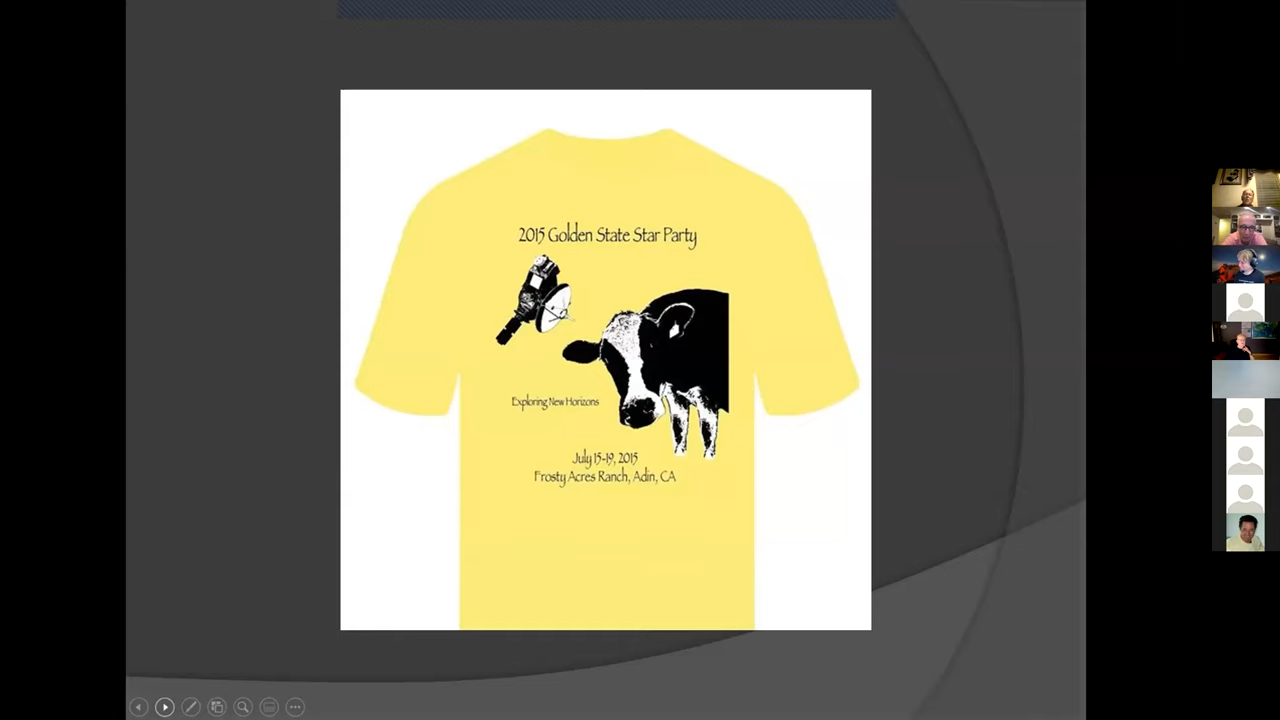 2015 Golden State Star Party
Exploring New Horizons
July 15-19, 2015
Frosty Acres Ranch, Adin, CA